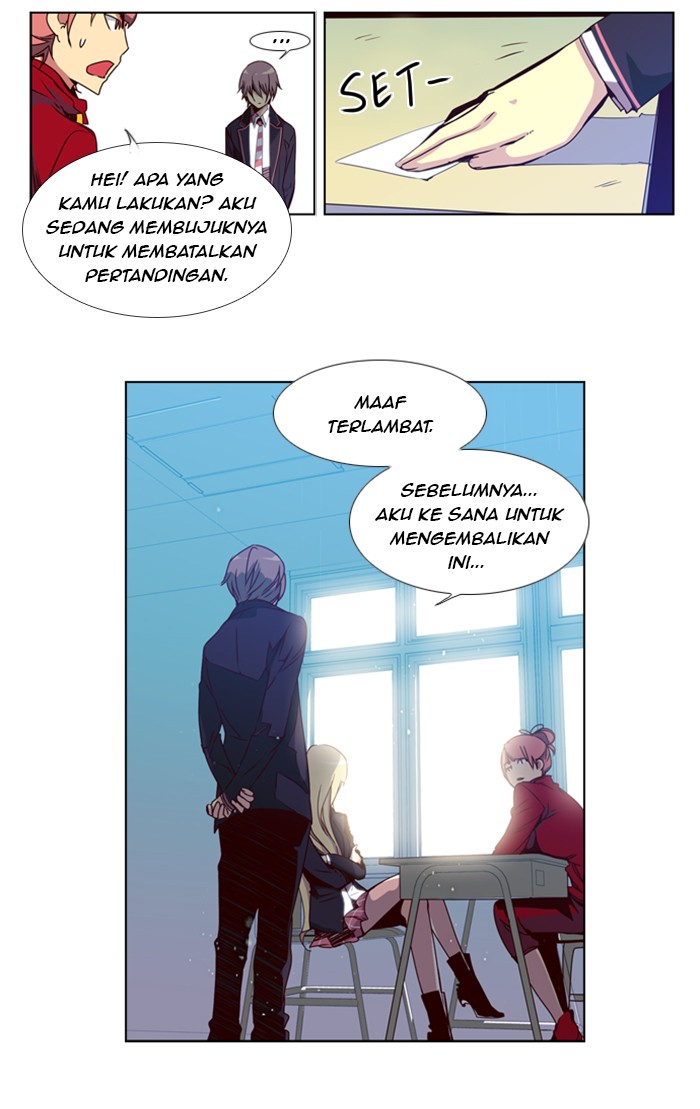 ...
HEI! APA YANG
KAMU LAKUKAN? AKU
SEDANG MEMBUJUKNYA
UNTUK MEMBATALKAN
PERTANDINGAN.
SET-
MAAF
TERLAMBAT.
SEBELUMNYA...
AKU KE SANA UNTUK
MENGEMBALIKAN
INI...